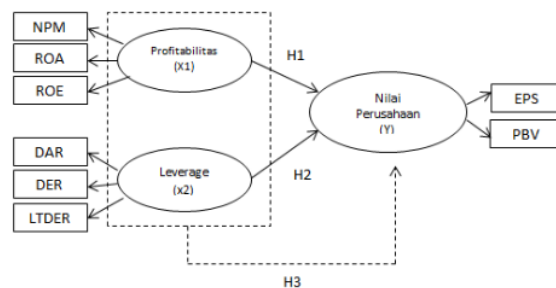 NPM
ROA
ROE
Profitabilitas
(X1)
H1
DAR
DER
LTDER
Leverage
(x2)
H2
Nilai
Perusahaan
(Y)
EPS
PBV
H3